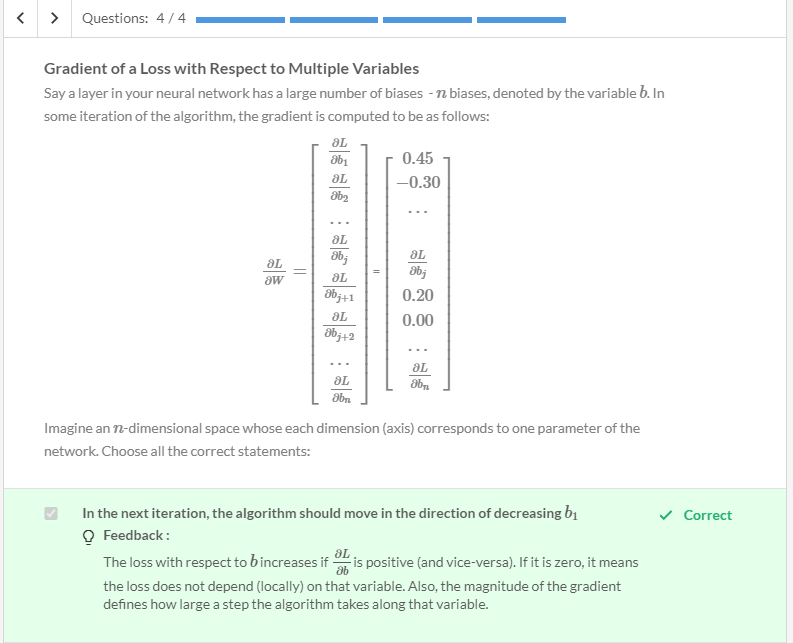 Questions: 4 / 4
Gradient of a Loss with Respect to Multiple Variables
Say a layer in your neural network has a large number of biases - n biases, denoted by the variable b. In
some iteration of the algorithm, the gradient is computed to be as follows:
∂L/∂W = [ ∂L/∂b₁ ∂L/∂b₂ ... ∂L/∂bⱼ ∂L/∂bⱼ₊₁ ∂L/∂bⱼ₊₂ ... ∂L/∂bₙ ] = [ 0.45 −0.30 ... ∂L/∂bⱼ 0.20 0.00 ... ∂L/∂bₙ ]
Imagine an n-dimensional space whose each dimension (axis) corresponds to one parameter of the
network. Choose all the correct statements:
In the next iteration, the algorithm should move in the direction of decreasing b₁
Correct
Feedback :
The loss with respect to b increases if ∂L/∂b is positive (and vice-versa). If it is zero, it means
the loss does not depend (locally) on that variable. Also, the magnitude of the gradient
defines how large a step the algorithm takes along that variable.